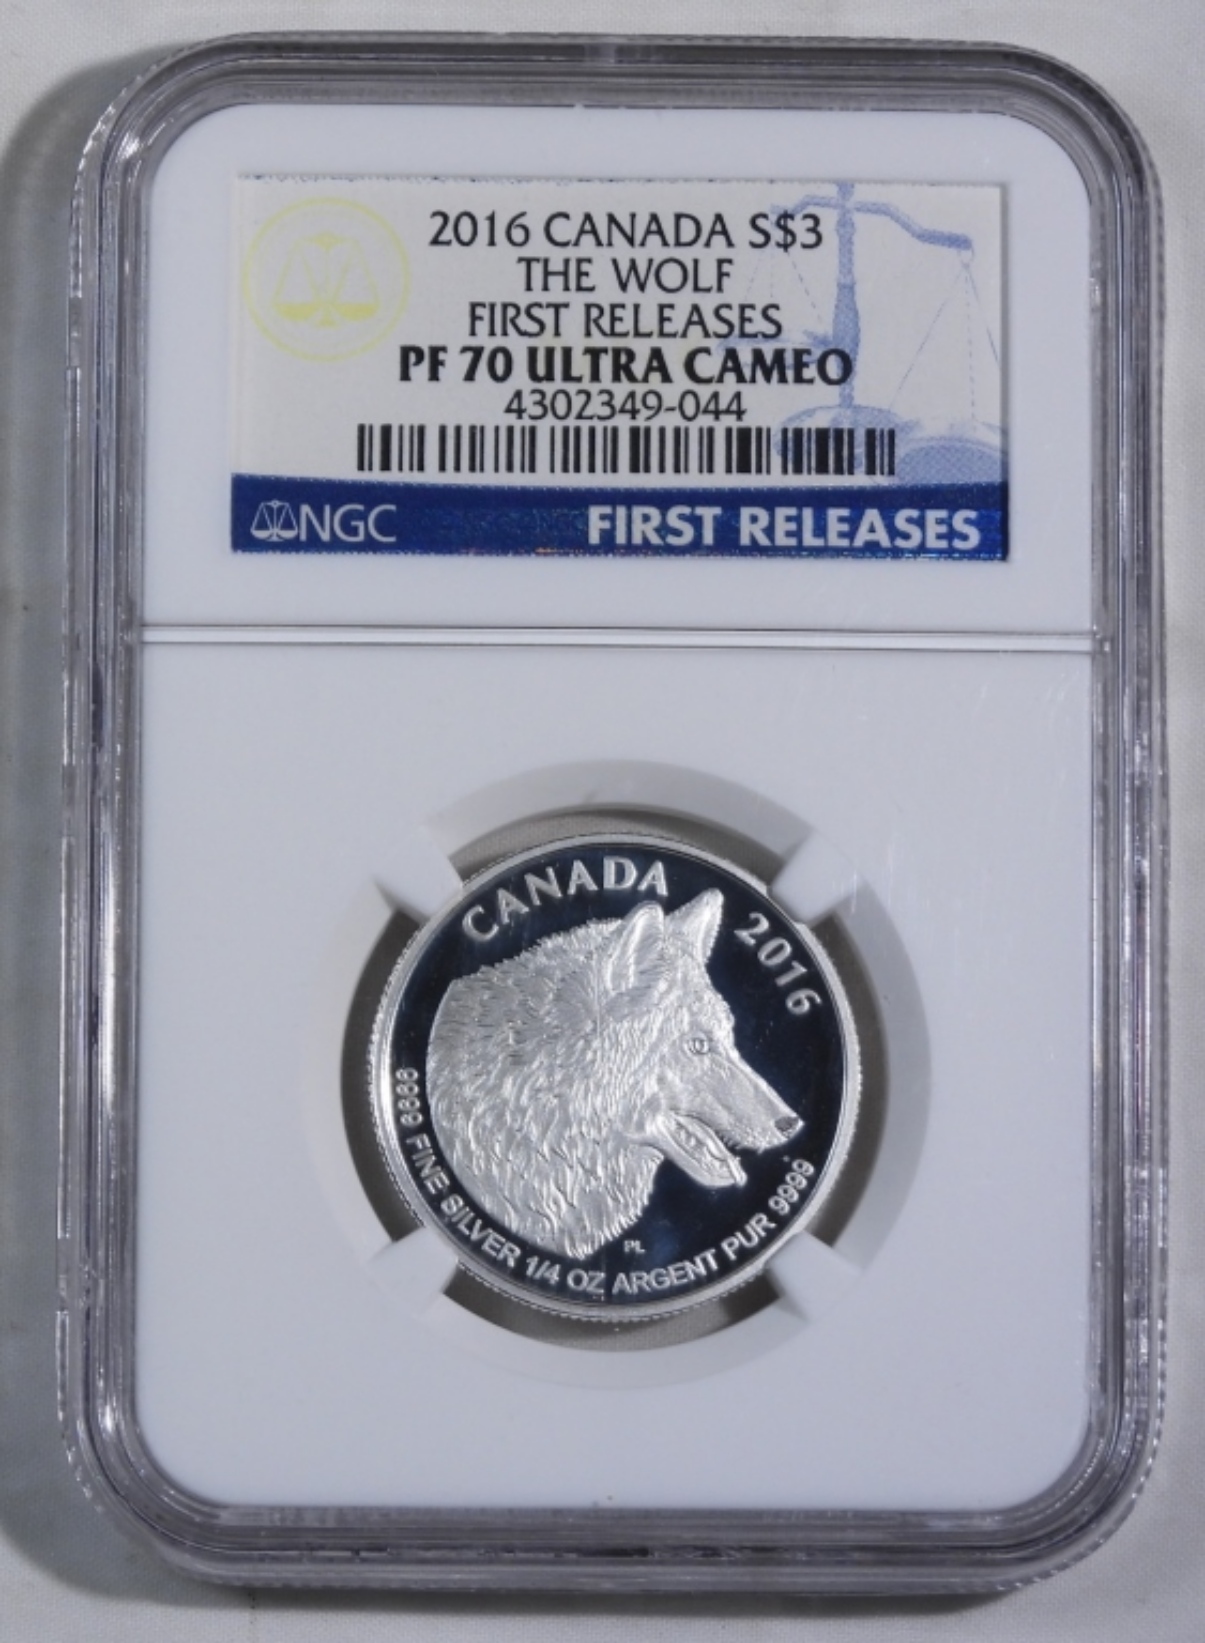 2016 CANADA S$3
THE WOLF
FIRST RELEASES
PF 70 ULTRA CAMEO
4302349-044
NGC
FIRST RELEASES
CANADA 2016
9999 FINE SILVER 1/4 OZ ARGENT PUR 9999
PL